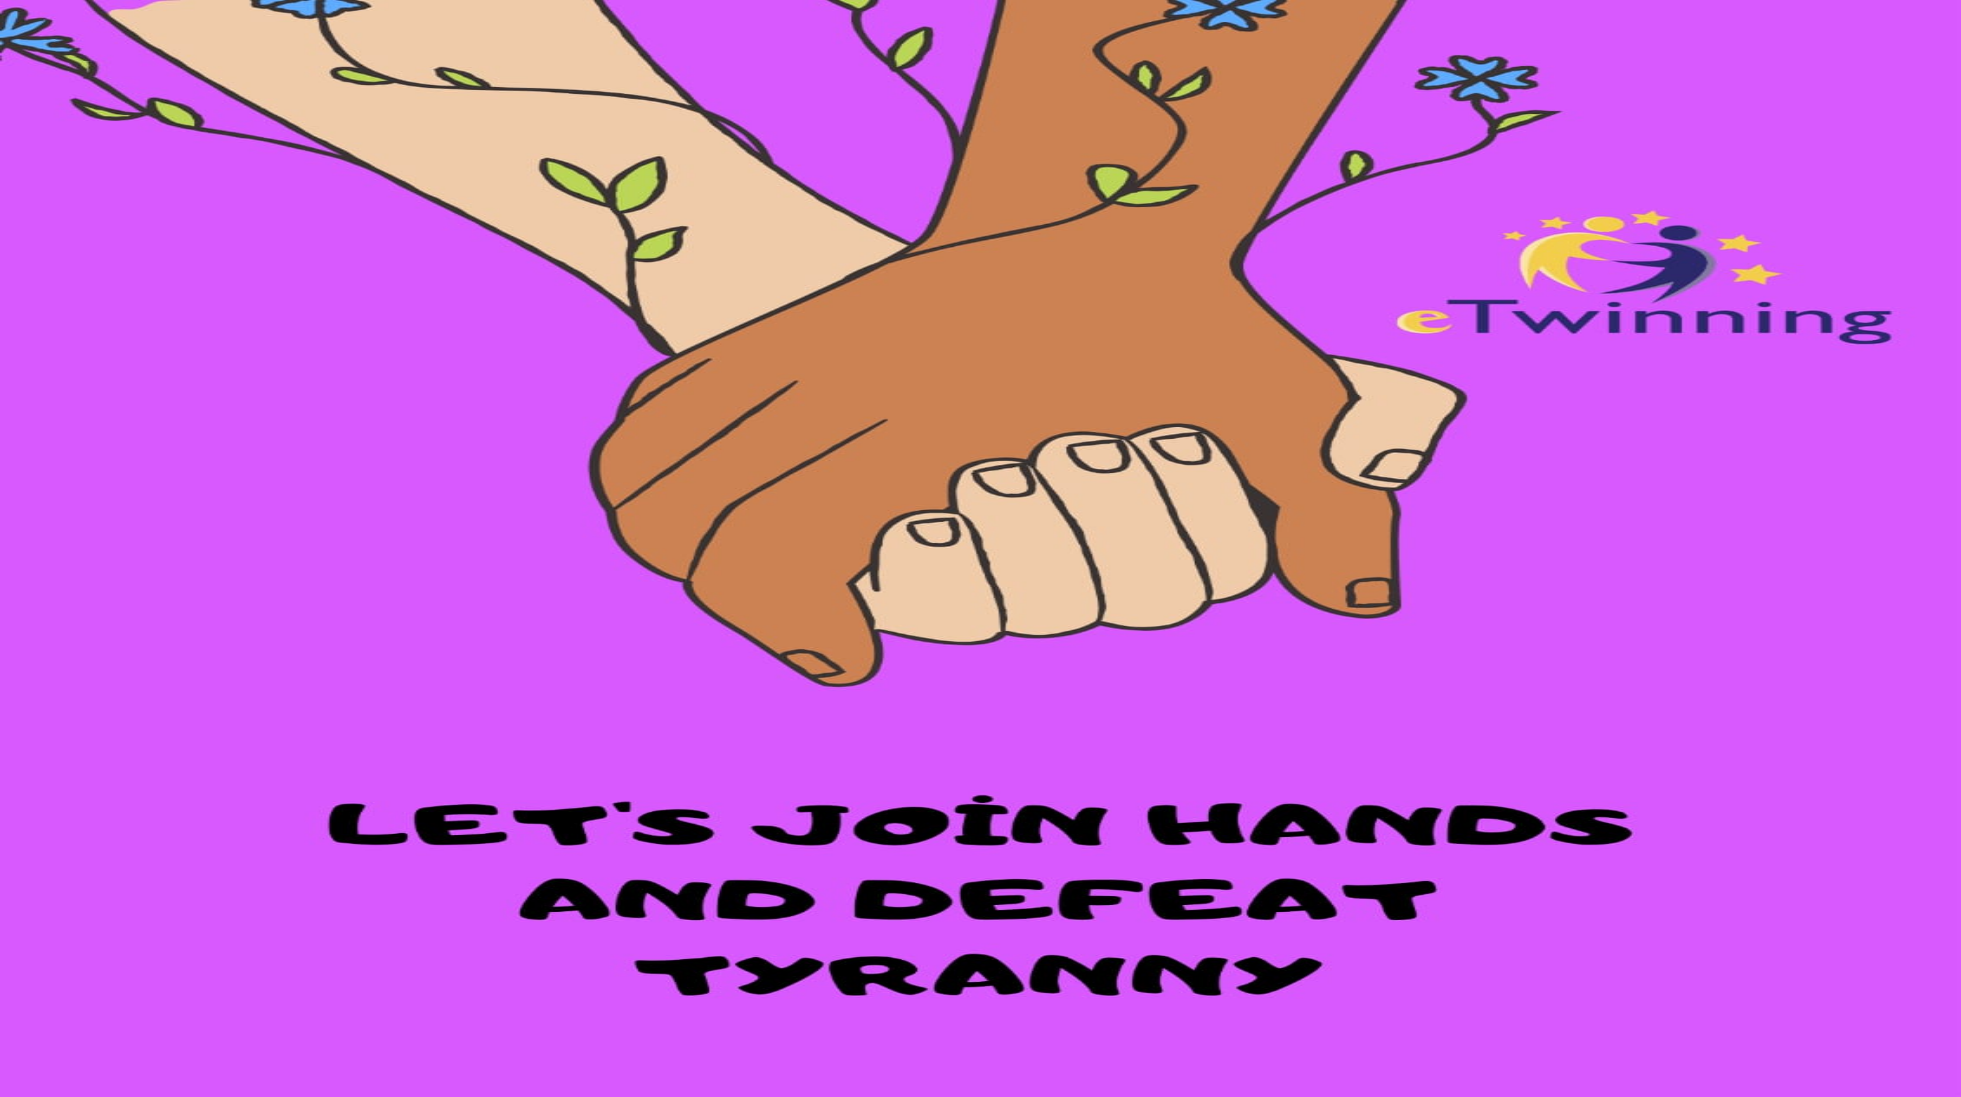 eTwinning
LET'S JOİN HANDS
AND DEFEAT
TYRANNY